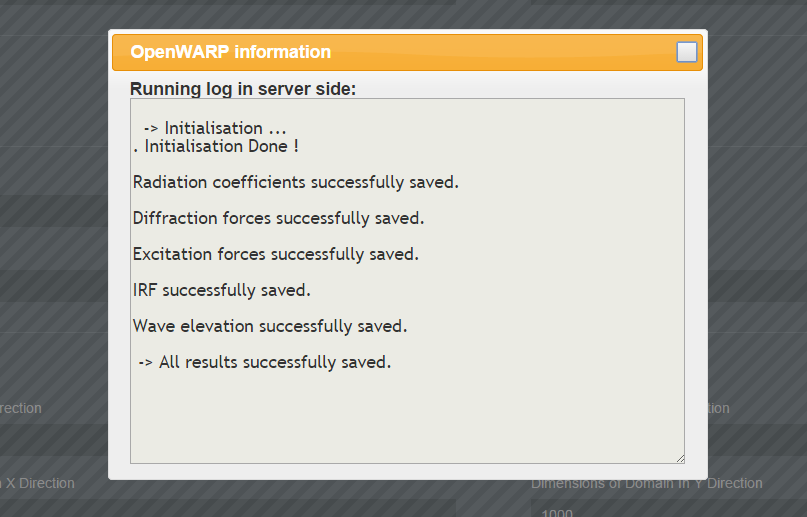 OpenWARP information
Running log in server side:
-> Initialisation ...
. Initialisation Done !
Radiation coefficients successfully saved.
Diffraction forces successfully saved.
Excitation forces successfully saved.
IRF successfully saved.
Wave elevation successfully saved.
-> All results successfully saved.
rection
tion
X Direction
Dimensions of Domain In Y Direction
1000